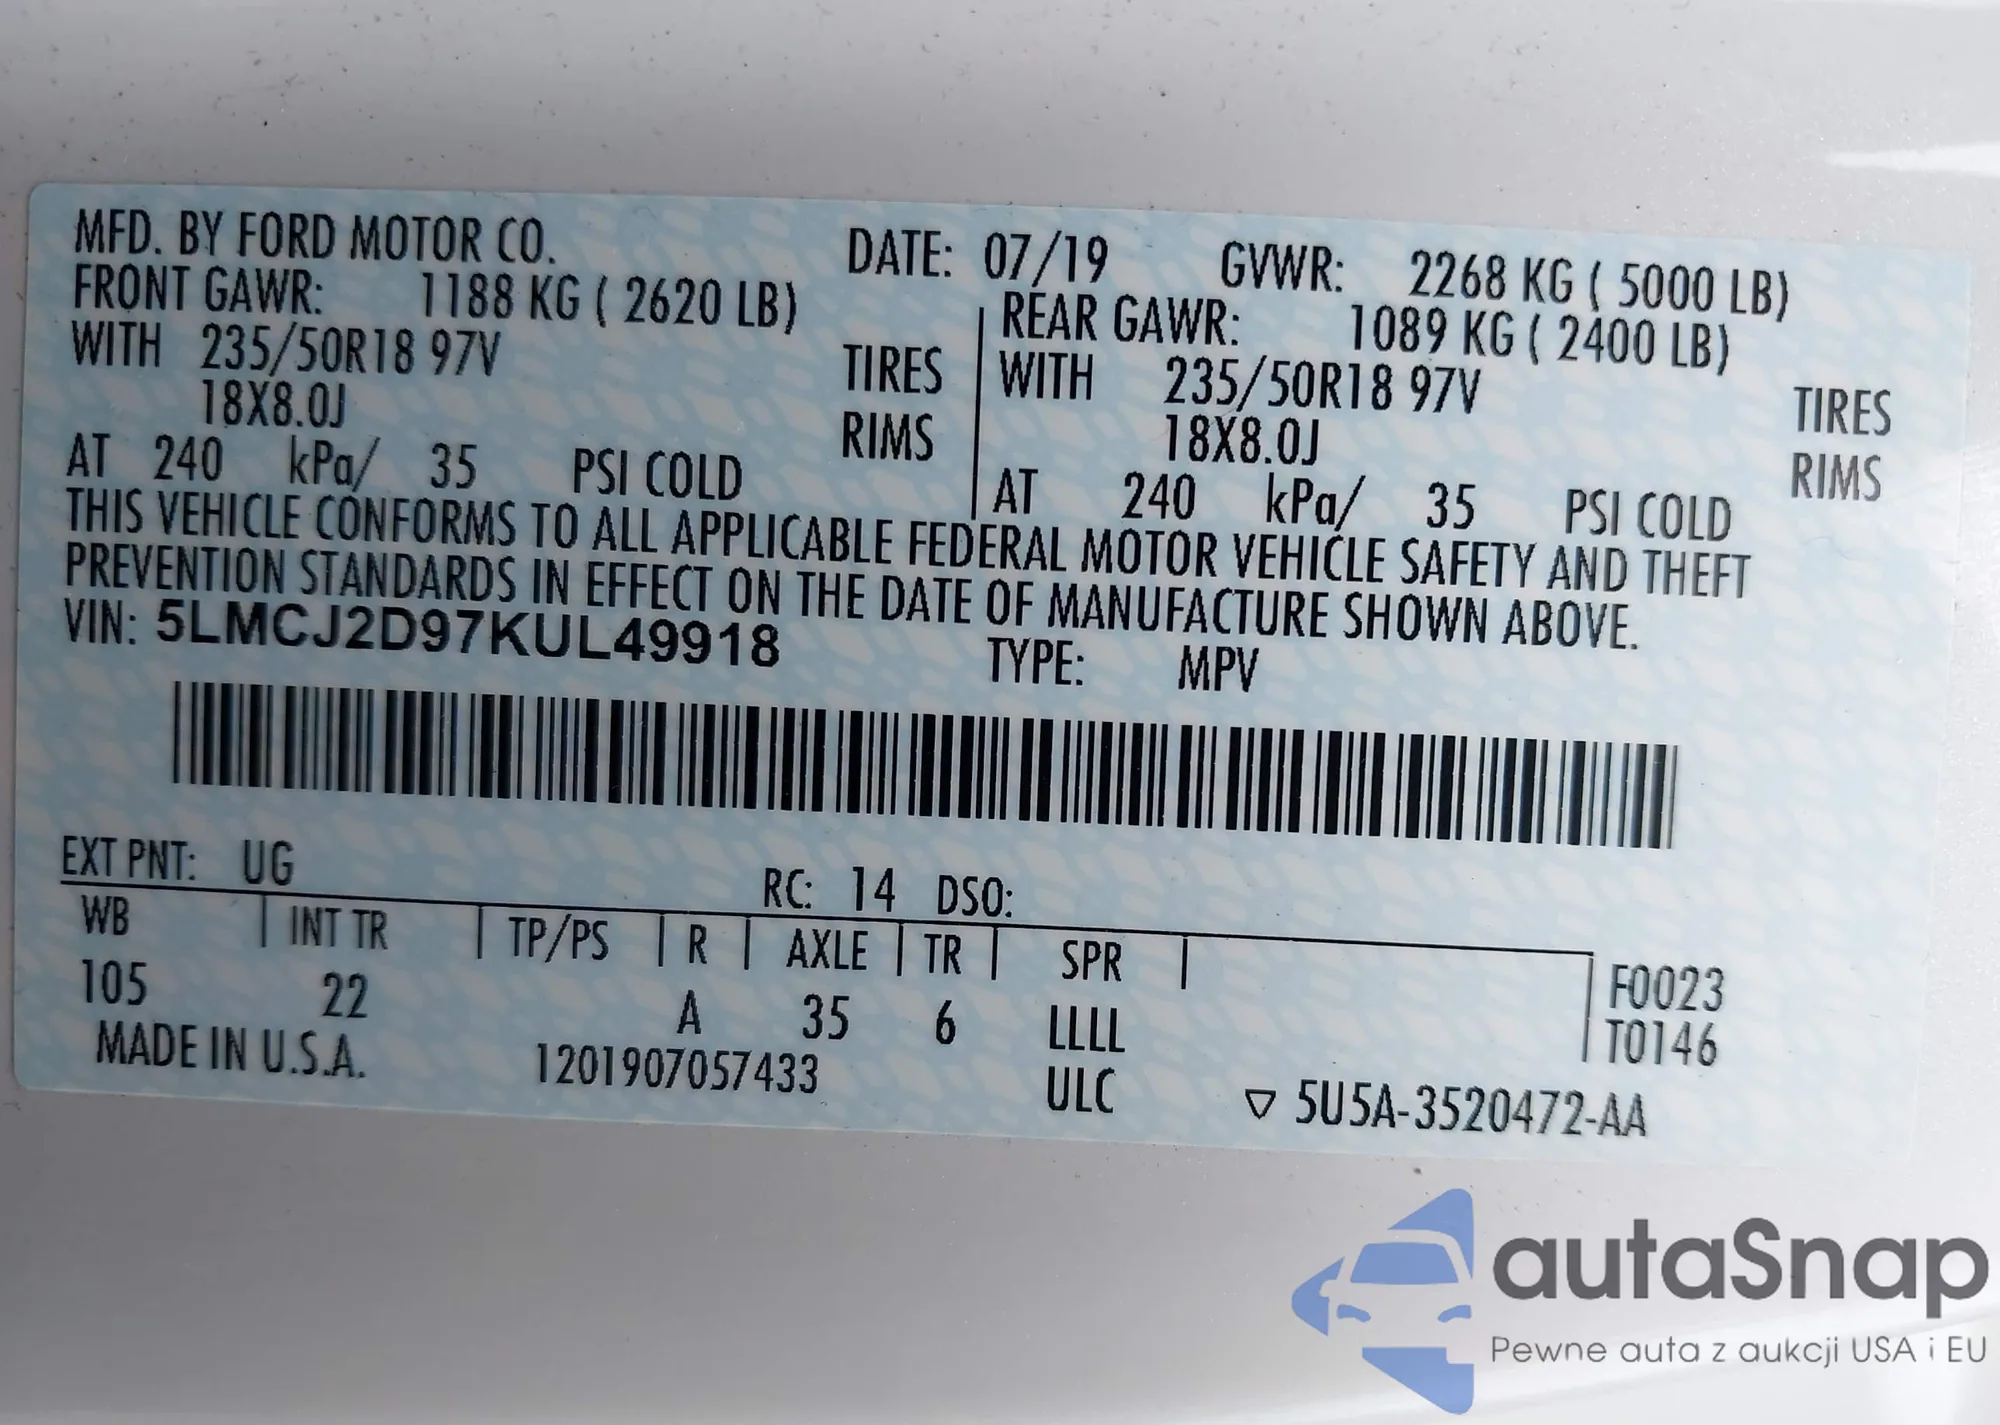 MFD. BY FORD MOTOR CO. DATE: 07/19 GVWR: 2268 KG ( 5000 LB)
FRONT GAWR: 1188 KG ( 2620 LB) REAR GAWR: 1089 KG ( 2400 LB)
WITH 235/50R18 97V TIRES WITH 235/50R18 97V TIRES
18X8.0J RIMS 18X8.0J RIMS
AT 240 kPa/ 35 PSI COLD AT 240 kPa/ 35 PSI COLD
THIS VEHICLE CONFORMS TO ALL APPLICABLE FEDERAL MOTOR VEHICLE SAFETY AND THEFT
PREVENTION STANDARDS IN EFFECT ON THE DATE OF MANUFACTURE SHOWN ABOVE.
VIN: 5LMCJ2D97KUL49918 TYPE: MPV
EXT PNT: UG RC: 14 DSO:
WB INT TR TP/PS R AXLE TR SPR F0023
105 22 A 35 6 LLLL T0146
MADE IN U.S.A. 1201907057433 ULC ▽ 5U5A-3520472-AA
autaSnap
Pewne auta z aukcji USA i EU